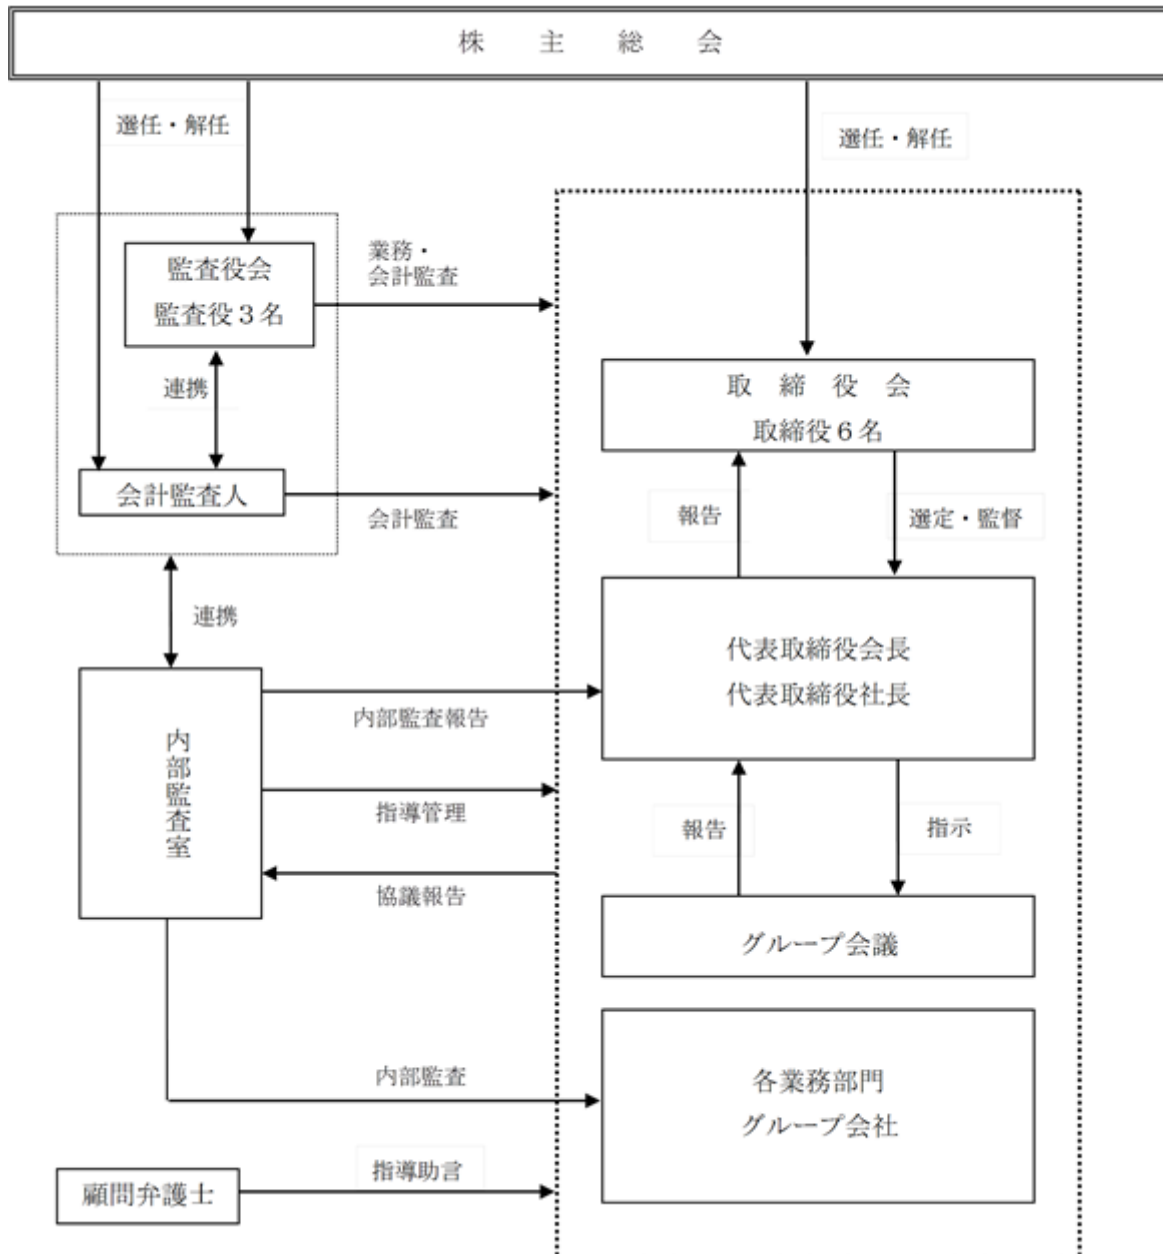 株主総会
選任・解任
選任・解任
監査役会
監査役３名
業務・
会計監査
連携
取締役会
取締役６名
会計監査人
会計監査
報告
選定・監督
連携
代表取締役会長
代表取締役社長
内部監査室
内部監査報告
指導管理
報告
指示
協議報告
グループ会議
内部監査
各業務部門
グループ会社
顧問弁護士
指導助言